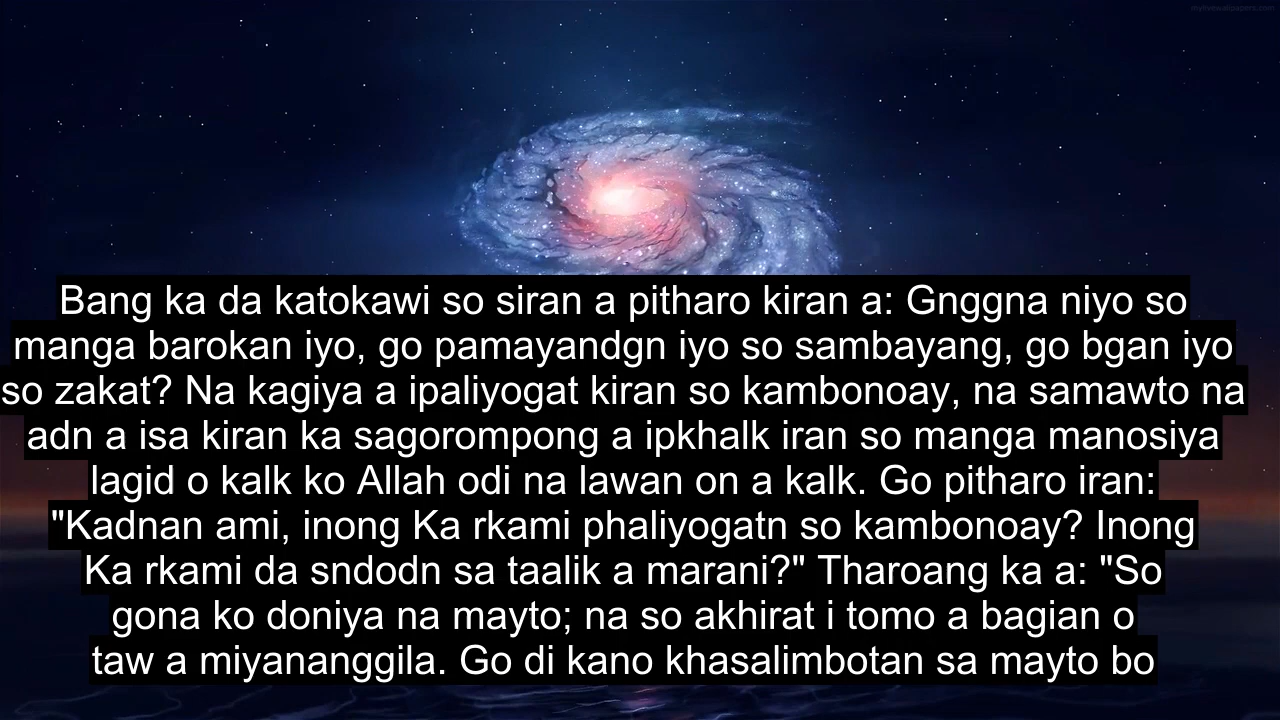 Bang ka da katokawi so siran a pitharo kiran a: Gnggna niyo so
manga barokan iyo, go pamayandgn iyo so sambayang, go bgan iyo
so zakat? Na kagiya a ipaliyogat kiran so kambonoay, na samawto na
adn a isa kiran ka sagorompong a ipkhalk iran so manga manosiya
lagid o kalk ko Allah odi na lawan on a kalk. Go pitharo iran:
"Kadnan ami, inong Ka rkami phaliyogatn so kambonoay? Inong
Ka rkami da sndodn sa taalik a marani?" Tharoang ka a: "So
gona ko doniya na mayto; na so akhirat i tomo a bagian o
taw a miyananggila. Go di kano khasalimbotan sa mayto bo